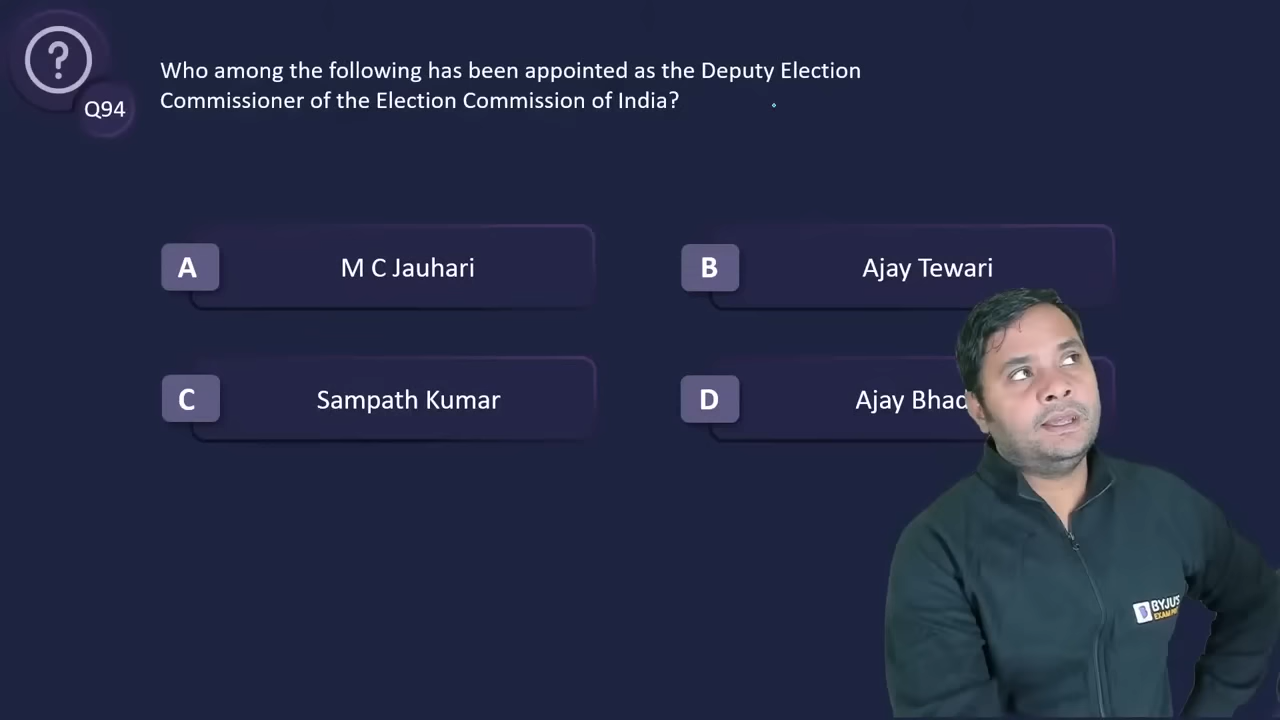 Q94
Who among the following has been appointed as the Deputy Election
Commissioner of the Election Commission of India?
A
M C Jauhari
B
Ajay Tewari
C
Sampath Kumar
D
Ajay
BYJU'S